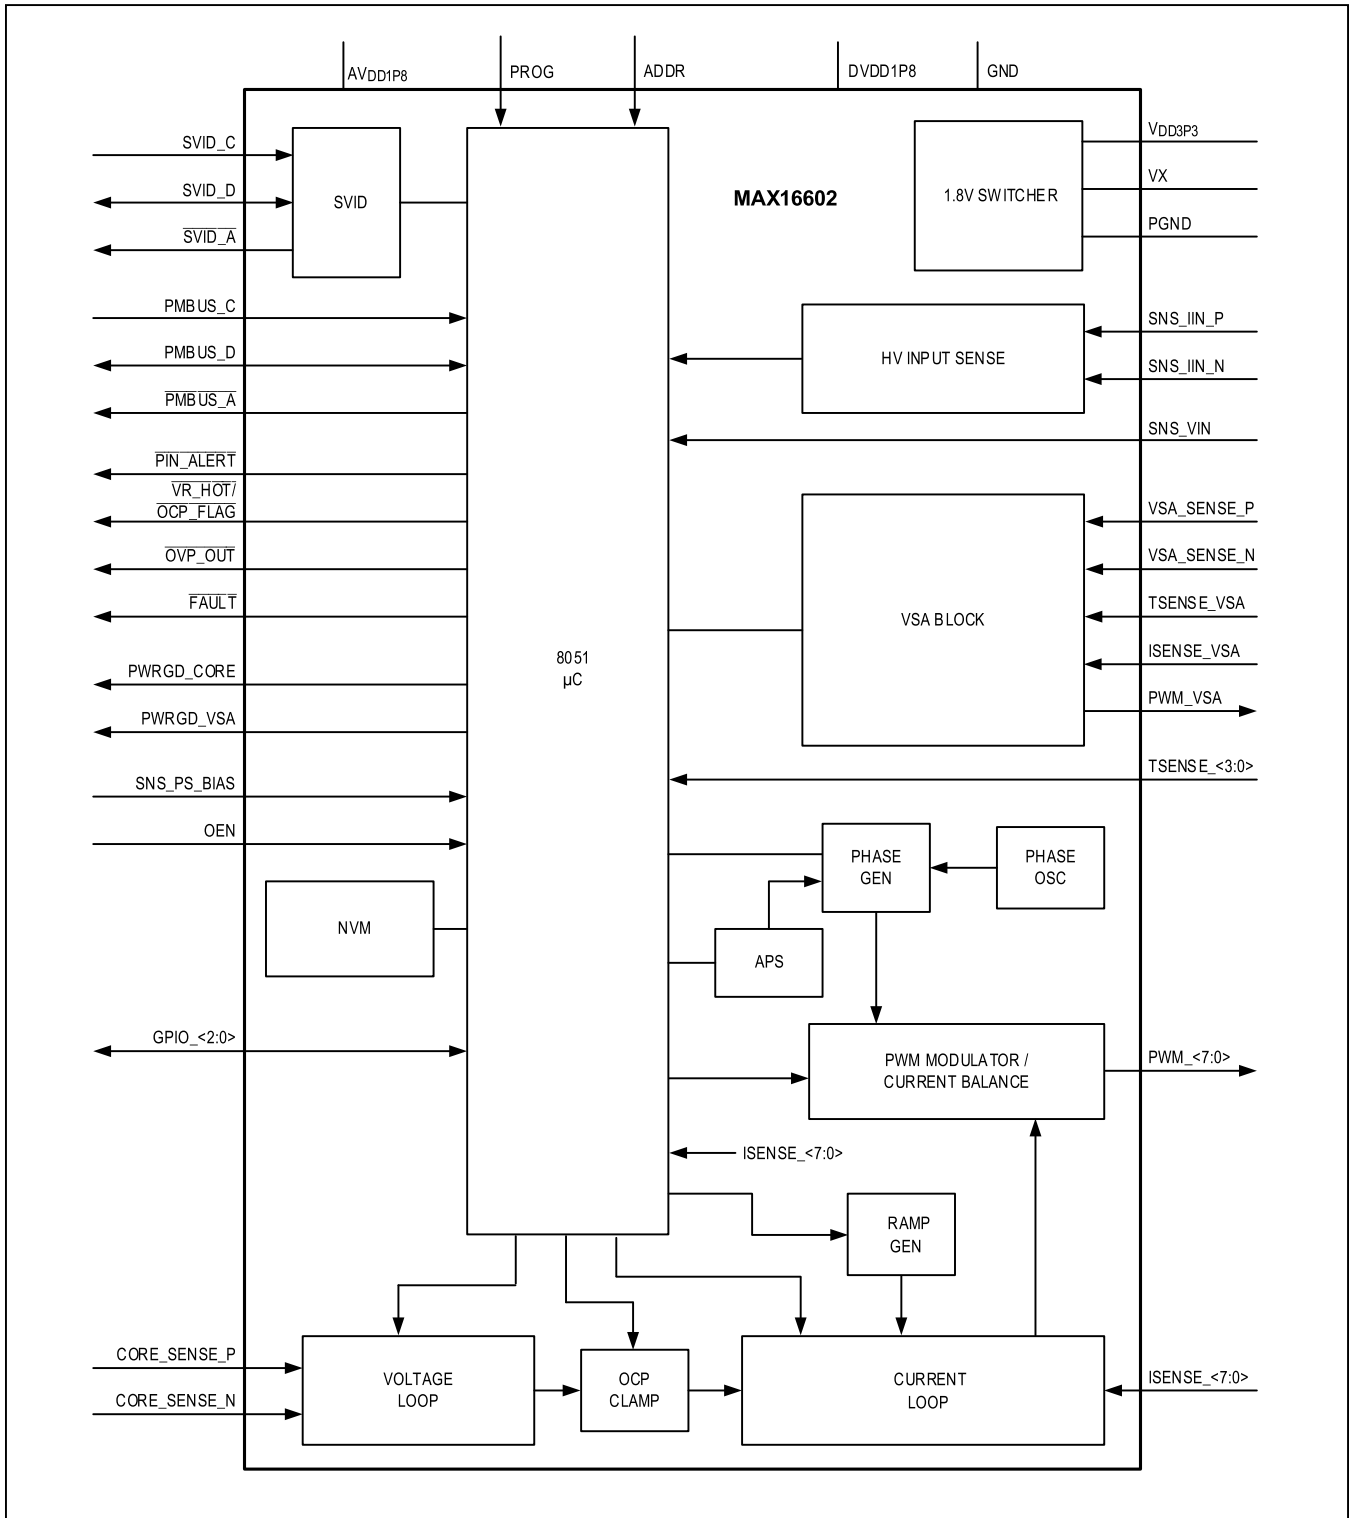 AVDD1P8
PROG
ADDR
DVDD1P8
GND
SVID_C
SVID_D
SVID_A
SVID
MAX16602
1.8V SWITCHER
VDD3P3
VX
PGND
PMBUS_C
PMBUS_D
PMBUS_A
HV INPUT SENSE
SNS_IIN_P
SNS_IIN_N
SNS_VIN
PIN_ALERT
VR_HOT/
OCP_FLAG
OVP_OUT
FAULT
PWRGD_CORE
PWRGD_VSA
SNS_PS_BIAS
OEN
8051
µC
VSA BLOCK
VSA_SENSE_P
VSA_SENSE_N
TSENSE_VSA
ISENSE_VSA
PWM_VSA
TSENSE_<3:0>
PHASE
GEN
PHASE
OSC
NVM
APS
GPIO_<2:0>
PWM MODULATOR /
CURRENT BALANCE
PWM_<7:0>
ISENSE_<7:0>
RAMP
GEN
CORE_SENSE_P
CORE_SENSE_N
VOLTAGE
LOOP
OCP
CLAMP
CURRENT
LOOP
ISENSE_<7:0>